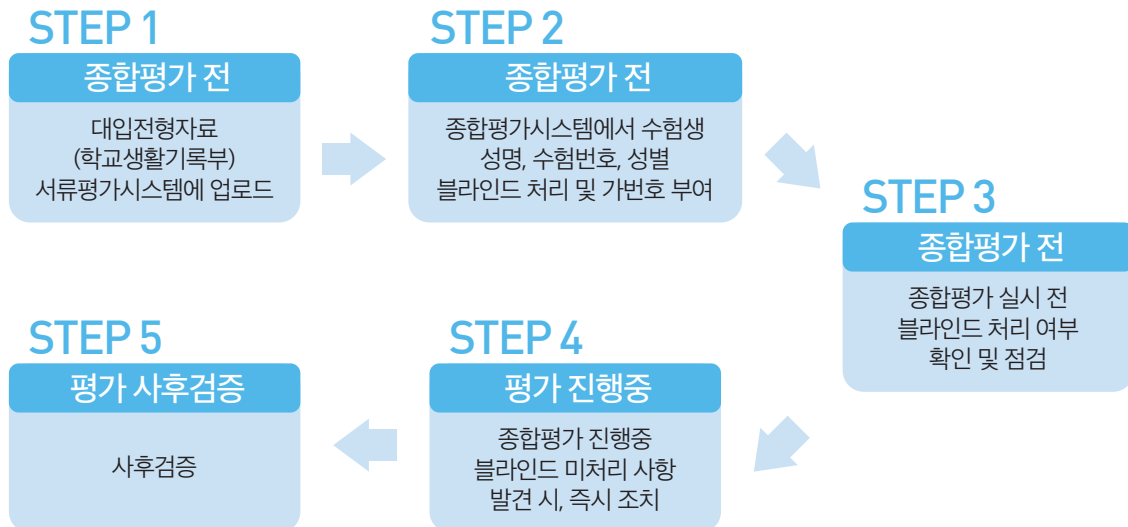 STEP 1
종합평가 전
대입전형자료
(학교생활기록부)
서류평가시스템에 업로드
STEP 2
종합평가 전
종합평가시스템에서 수험생
성명, 수험번호, 성별
블라인드 처리 및 가번호 부여
STEP 3
종합평가 전
종합평가 실시 전
블라인드 처리 여부
확인 및 점검
STEP 4
평가 진행중
종합평가 진행중
블라인드 미처리 사항
발견 시, 즉시 조치
STEP 5
평가 사후검증
사후검증